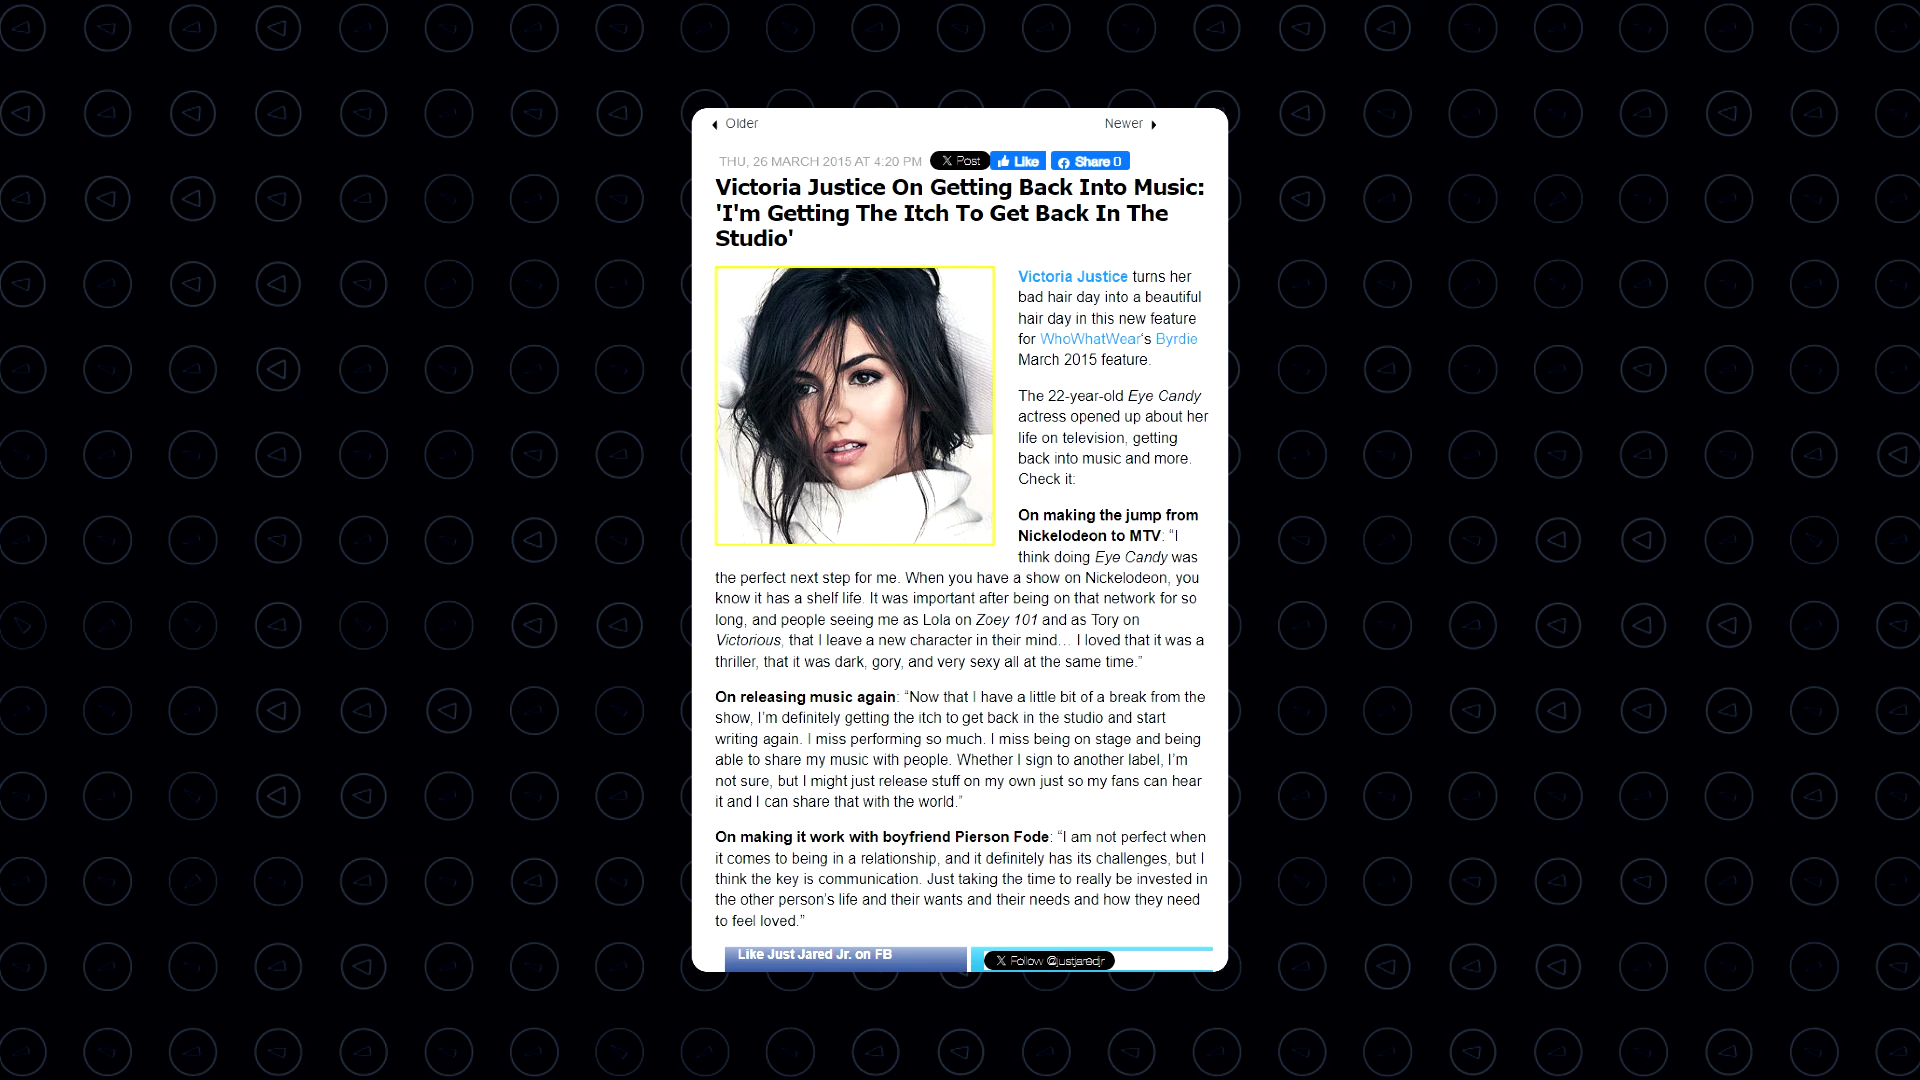 Older
Newer
THU, 26 MARCH 2015 AT 4:20 PM
Post
Like
Share 0
Victoria Justice On Getting Back Into Music:
'I'm Getting The Itch To Get Back In The
Studio'
Victoria Justice turns her
bad hair day into a beautiful
hair day in this new feature
for WhoWhatWear‘s Byrdie
March 2015 feature.
The 22-year-old Eye Candy
actress opened up about her
life on television, getting
back into music and more.
Check it:
On making the jump from
Nickelodeon to MTV: “I
think doing Eye Candy was
the perfect next step for me. When you have a show on Nickelodeon, you
know it has a shelf life. It was important after being on that network for so
long, and people seeing me as Lola on Zoey 101 and as Tory on
Victorious, that I leave a new character in their mind… I loved that it was a
thriller, that it was dark, gory, and very sexy all at the same time.”
On releasing music again: “Now that I have a little bit of a break from the
show, I’m definitely getting the itch to get back in the studio and start
writing again. I miss performing so much. I miss being on stage and being
able to share my music with people. Whether I sign to another label, I’m
not sure, but I might just release stuff on my own just so my fans can hear
it and I can share that with the world.”
On making it work with boyfriend Pierson Fode: “I am not perfect when
it comes to being in a relationship, and it definitely has its challenges, but I
think the key is communication. Just taking the time to really be invested in
the other person’s life and their wants and their needs and how they need
to feel loved.”
Like Just Jared Jr. on FB
Follow @justjaredjr